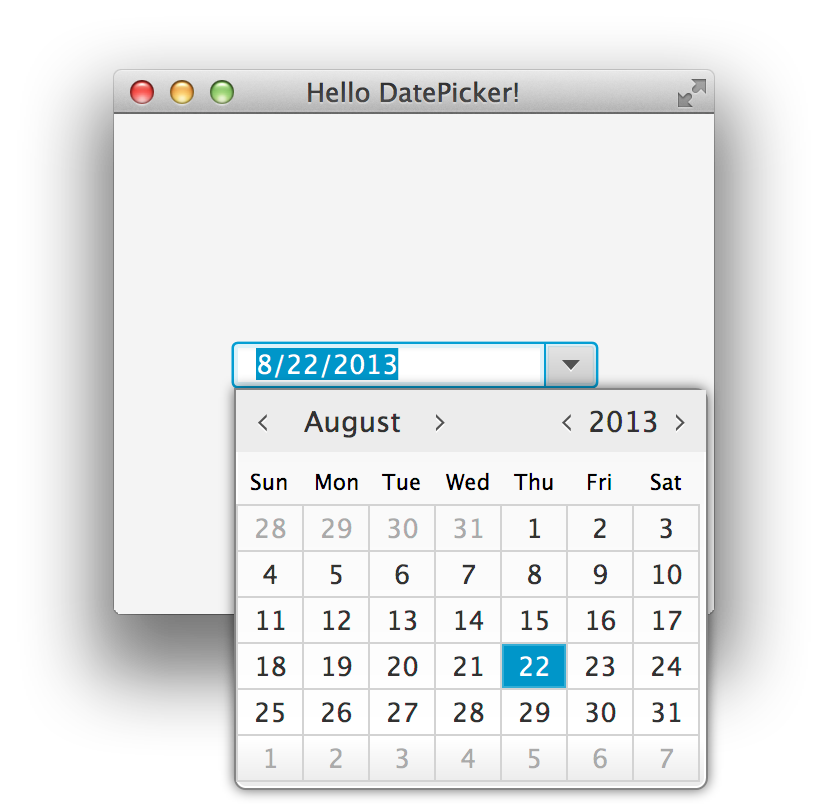 Hello DatePicker!
8/22/2013
August 2013
Sun Mon Tue Wed Thu Fri Sat
28 29 30 31 1 2 3
4 5 6 7 8 9 10
11 12 13 14 15 16 17
18 19 20 21 22 23 24
25 26 27 28 29 30 31
1 2 3 4 5 6 7